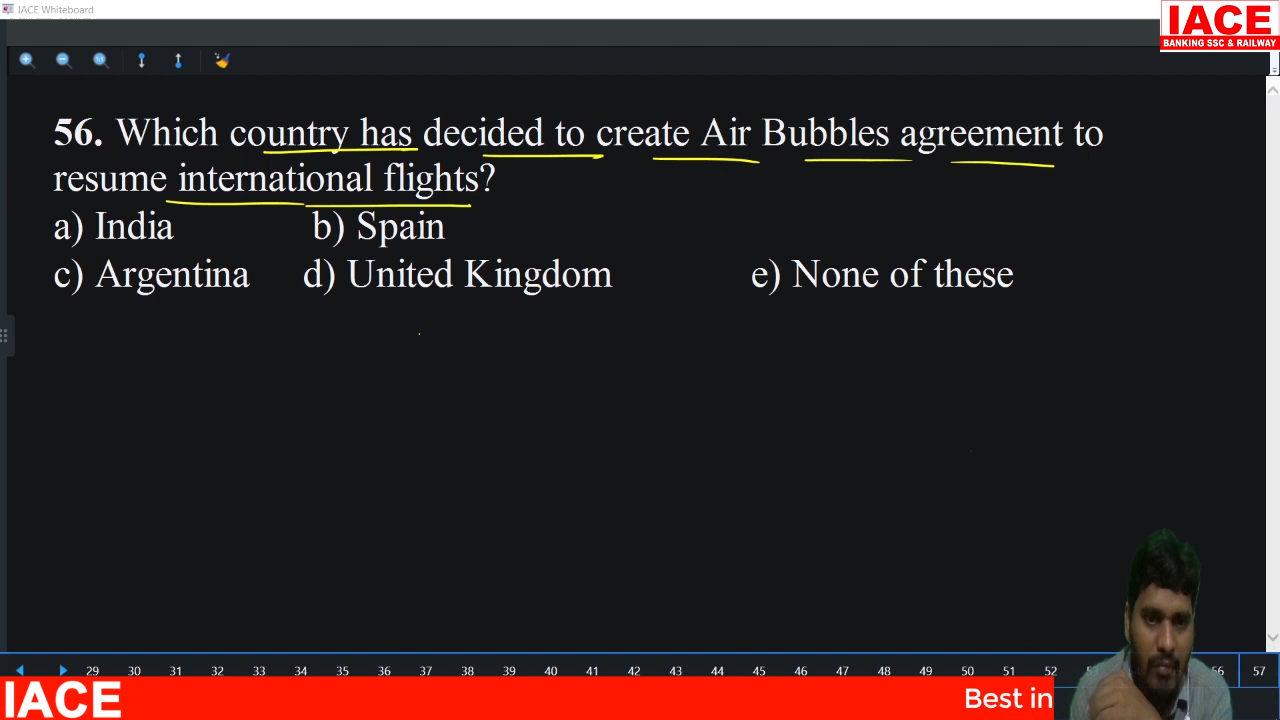 IACE Whiteboard
IACE
BANKING SSC & RAILWAY
56. Which country has decided to create Air Bubbles agreement to
resume international flights?
a) India b) Spain
c) Argentina d) United Kingdom e) None of these
29 30 31 32 33 34 35 36 37 38 39 40 41 42 43 44 45 46 47 48 49 50 51 52 56 57
IACE
Best in